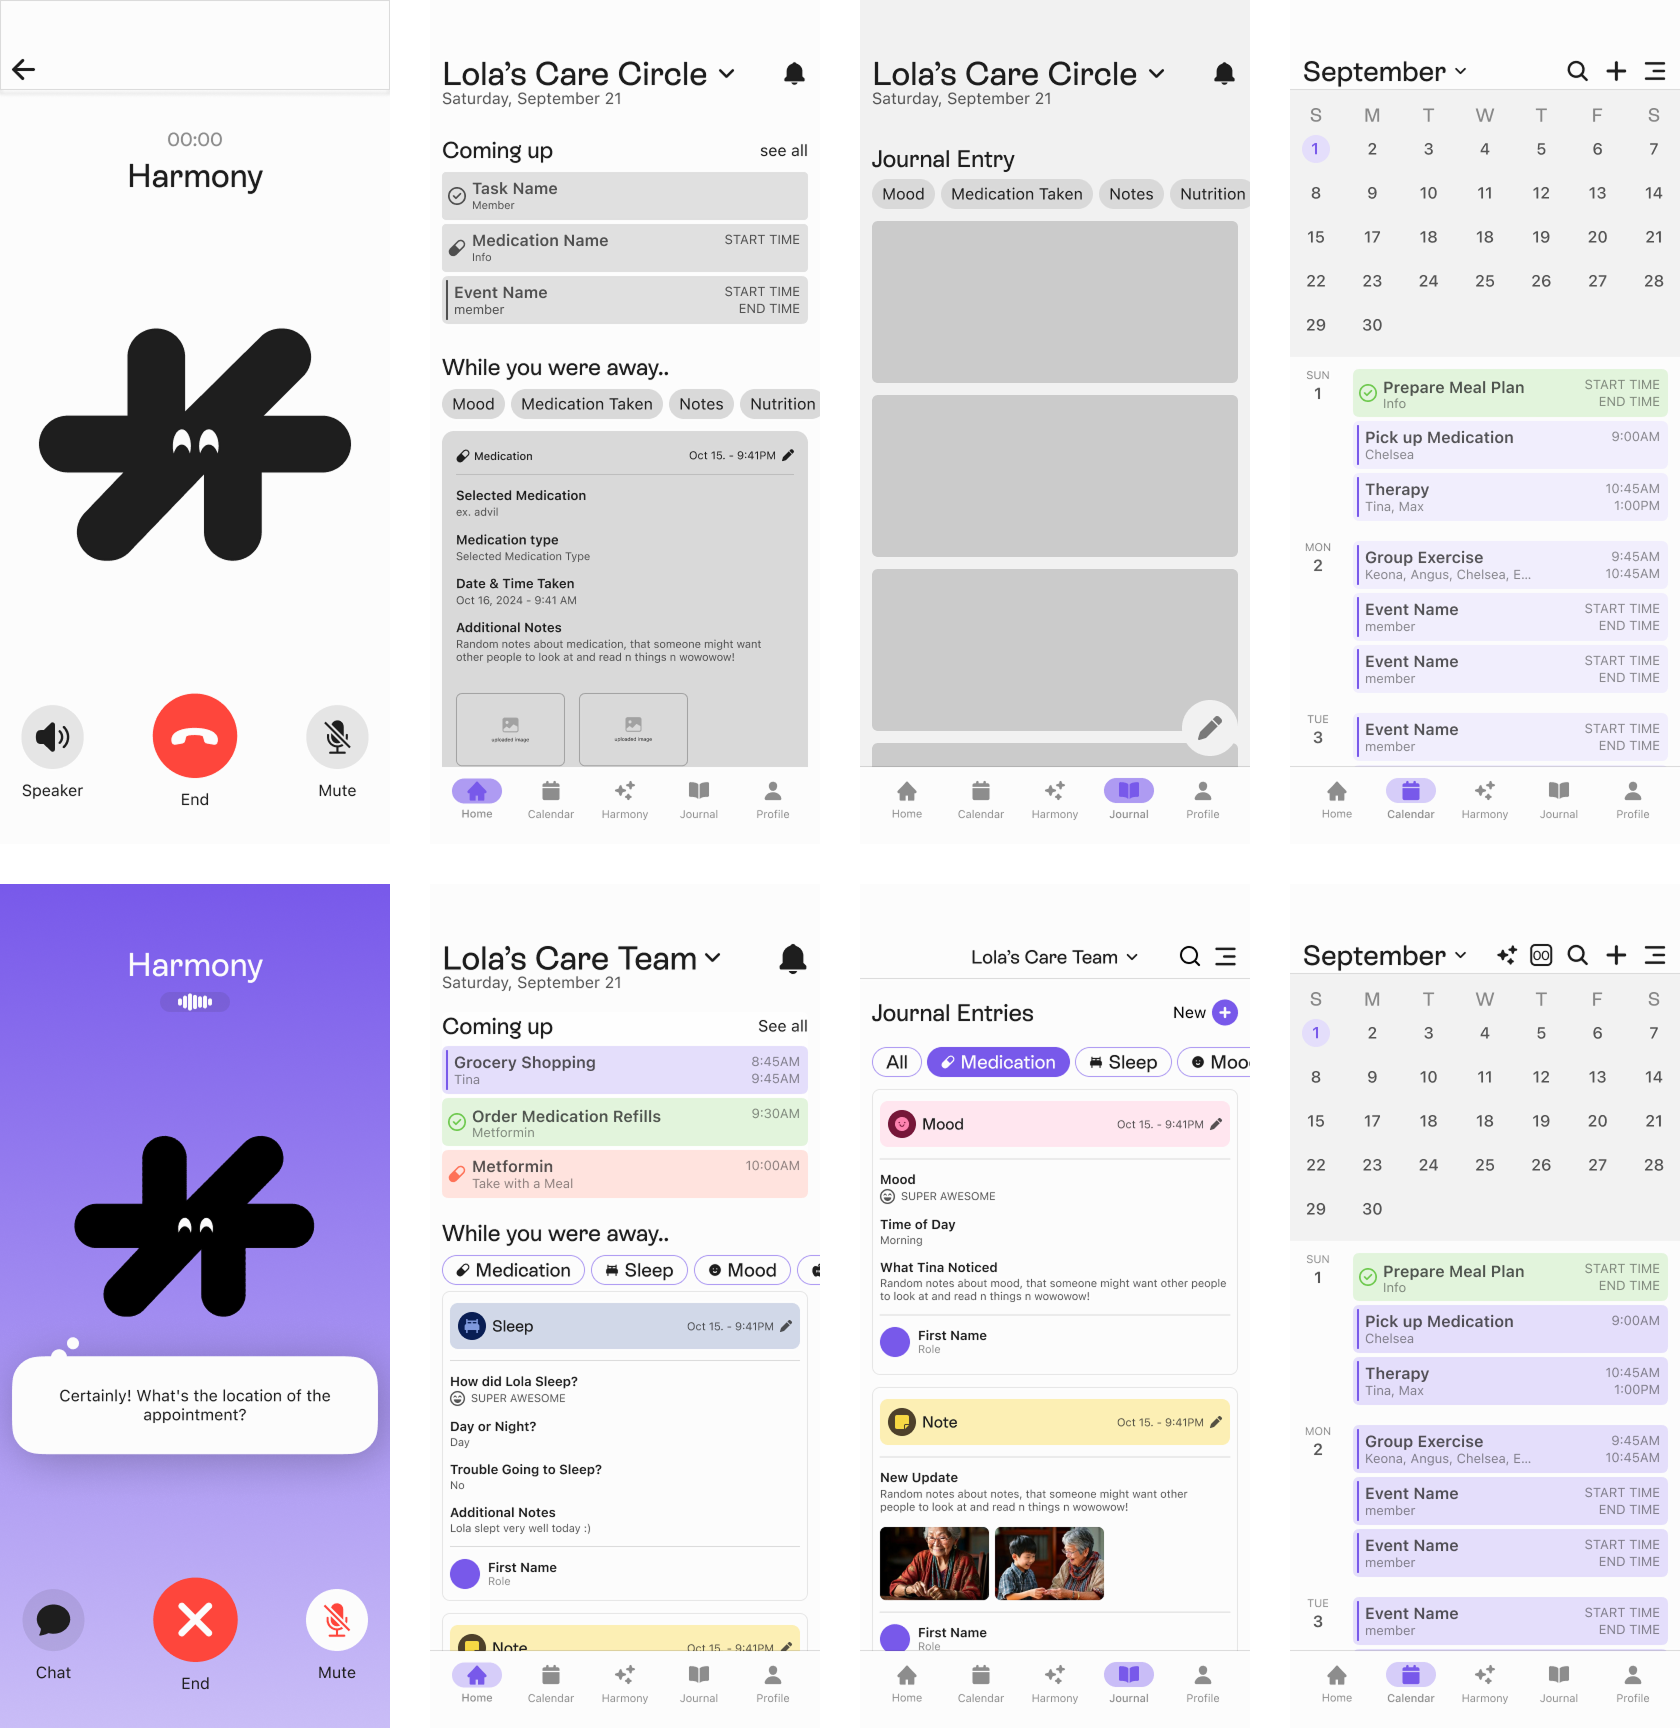 00:00
Harmony
Speaker
End
Mute
Lola's Care Circle
Saturday, September 21
Coming up
see all
Task Name
Member
Medication Name
START TIME
Info
Event Name
START TIME
member
END TIME
While you were away..
Mood
Medication Taken
Notes
Nutrition
Medication
Oct 15. - 9:41PM
Selected Medication
ex. advil
Medication type
Selected Medication Type
Date & Time Taken
Oct 16, 2024 - 9:41 AM
Additional Notes
Random notes about medication, that someone might want
other people to look at and read n things n wowowow!
uploaded image
uploaded image
Home
Calendar
Harmony
Journal
Profile
Lola's Care Circle
Saturday, September 21
Journal Entry
Mood
Medication Taken
Notes
Nutrition
Home
Calendar
Harmony
Journal
Profile
September
S M T W T F S
1 2 3 4 5 6 7
8 9 10 11 12 13 14
15 17 18 18 19 20 21
22 23 24 25 26 27 28
29 30
SUN
1
Prepare Meal Plan
START TIME
Info
END TIME
Pick up Medication
9:00AM
Chelsea
Therapy
10:45AM
Tina, Max
1:00PM
MON
2
Group Exercise
9:45AM
Keona, Angus, Chelsea, E...
10:45AM
Event Name
START TIME
member
END TIME
Event Name
START TIME
member
END TIME
TUE
3
Event Name
START TIME
member
END TIME
Home
Calendar
Harmony
Journal
Profile
Harmony
Certainly! What's the location of the
appointment?
Chat
End
Mute
Lola's Care Team
Saturday, September 21
Coming up
See all
Grocery Shopping
8:45AM
Tina
9:45AM
Order Medication Refills
9:30AM
Metformin
Metformin
10:00AM
Take with a Meal
While you were away..
Medication
Sleep
Mood
Sleep
Oct 15. - 9:41PM
How did Lola Sleep?
SUPER AWESOME
Day or Night?
Day
Trouble Going to Sleep?
No
Additional Notes
Lola slept very well today :)
First Name
Role
Note
Oct 15. - 9:41PM
Home
Calendar
Harmony
Journal
Profile
Lola's Care Team
Journal Entries
New
All
Medication
Sleep
Moo
Mood
Oct 15. - 9:41PM
Mood
SUPER AWESOME
Time of Day
Morning
What Tina Noticed
Random notes about mood, that someone might want other people
to look at and read n things n wowowow!
First Name
Role
Note
Oct 15. - 9:41PM
New Update
Random notes about notes, that someone might want other
people to look at and read n things n wowowow!
First Name
Role
Home
Calendar
Harmony
Journal
Profile
September
00
S M T W T F S
1 2 3 4 5 6 7
8 9 10 11 12 13 14
15 17 18 18 19 20 21
22 23 24 25 26 27 28
29 30
SUN
1
Prepare Meal Plan
START TIME
Info
END TIME
Pick up Medication
9:00AM
Chelsea
Therapy
10:45AM
Tina, Max
1:00PM
MON
2
Group Exercise
9:45AM
Keona, Angus, Chelsea, E...
10:45AM
Event Name
START TIME
member
END TIME
Event Name
START TIME
member
END TIME
TUE
3
Event Name
START TIME
member
END TIME
Home
Calendar
Harmony
Journal
Profile